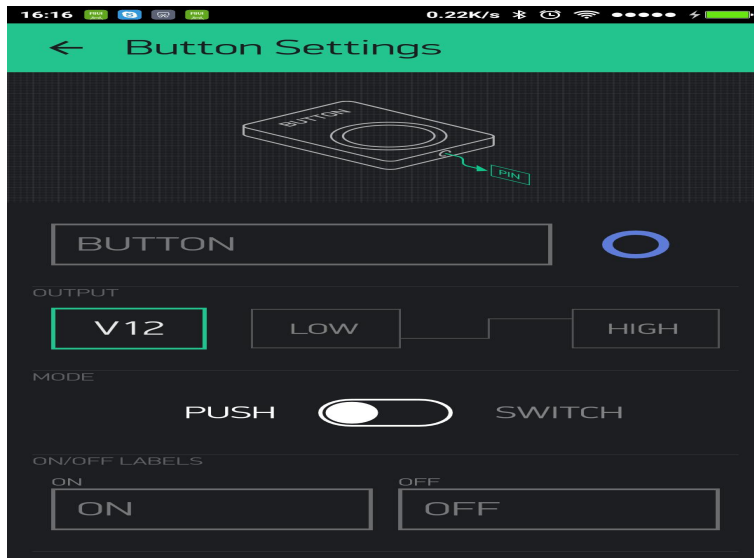 16:16 0.22K/s
Button Settings
BUTTON
PIN
BUTTON
OUTPUT
V12 LOW HIGH
MODE
PUSH SWITCH
ON/OFF LABELS
ON OFF
ON OFF